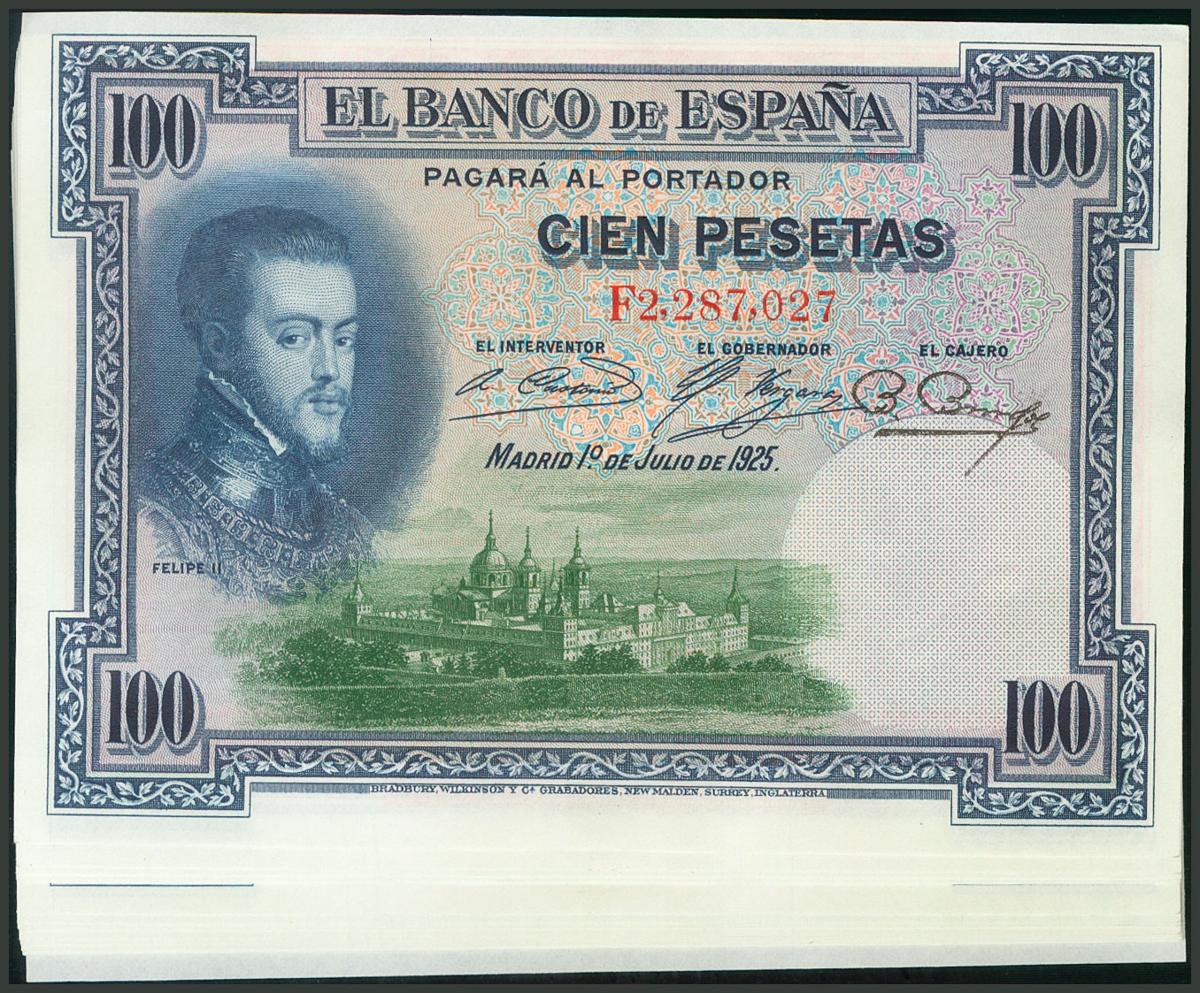 100
EL BANCO DE ESPAÑA
100
PAGARÁ AL PORTADOR
CIEN PESETAS
F2,287,027
EL INTERVENTOR
EL GOBERNADOR
EL CAJERO
MADRID 1º DE JULIO DE 1925.
FELIPE II
100
100
BRADBURY, WILKINSON Y Cª GRABADORES, NEW MALDEN, SURREY, INGLATERRA